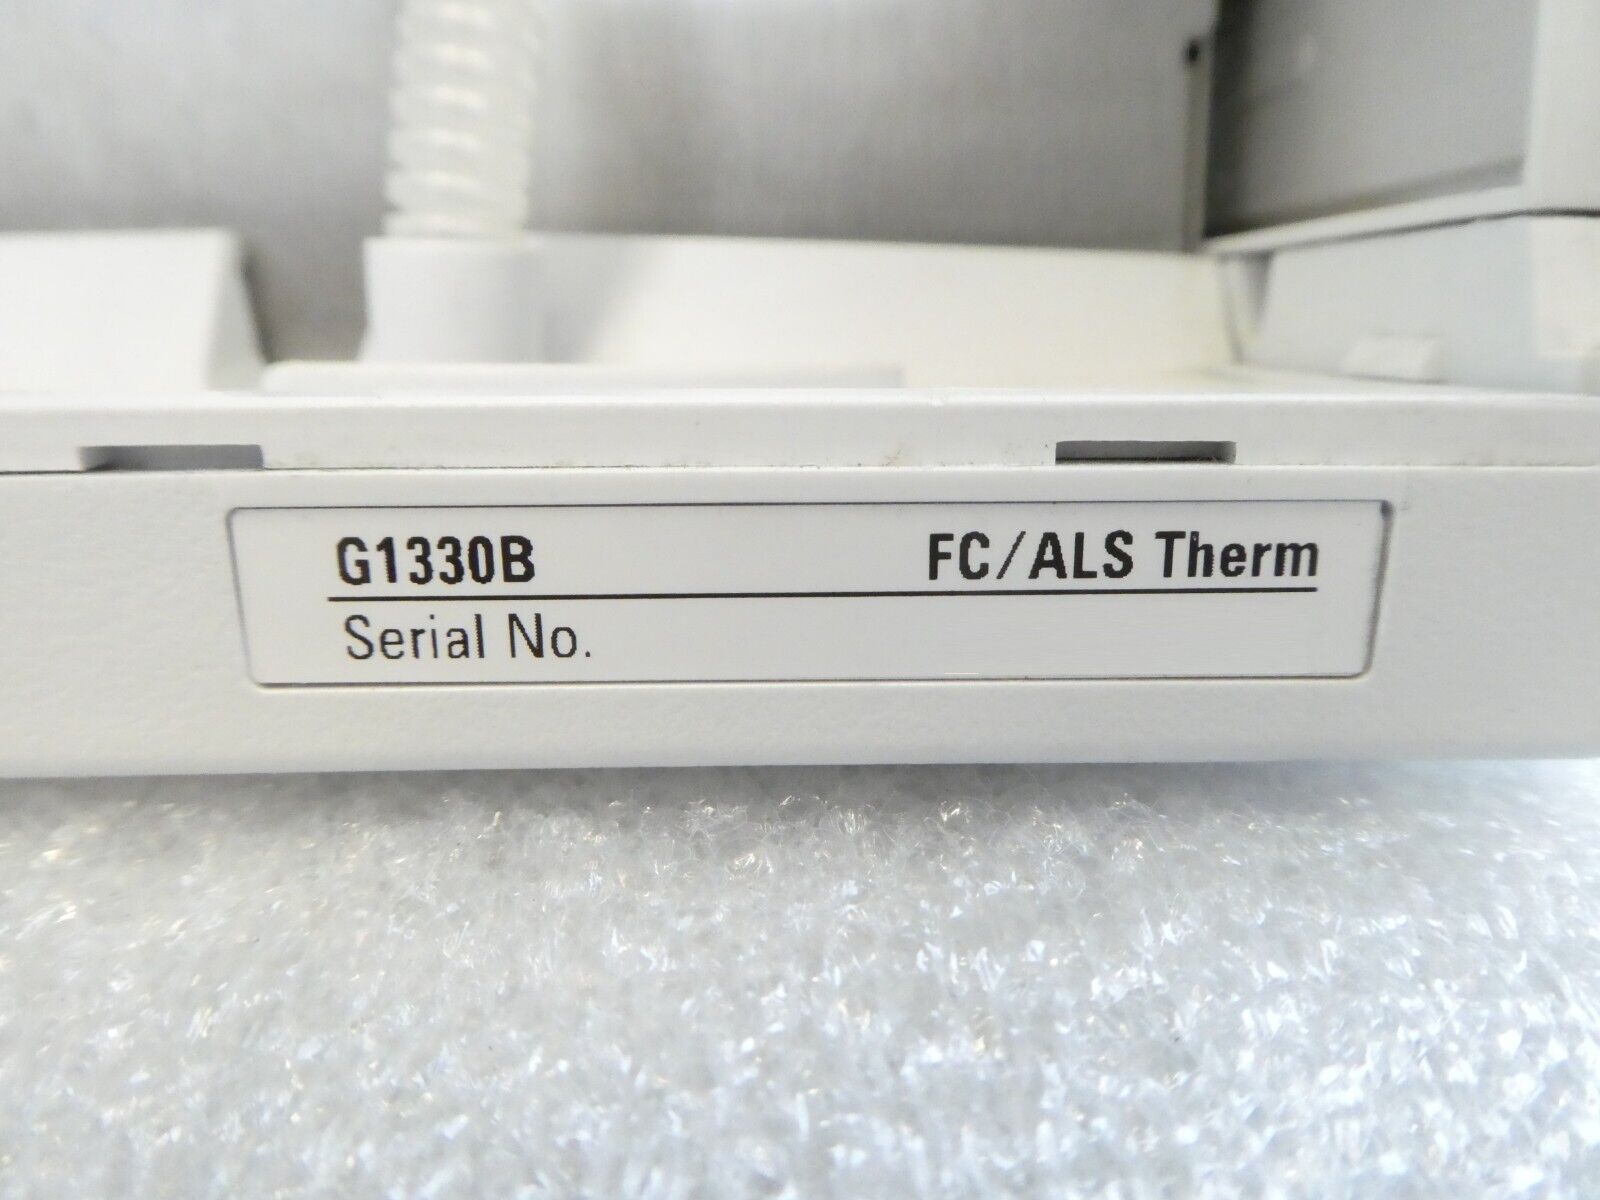 G1330B FC/ALS Therm
Serial No.